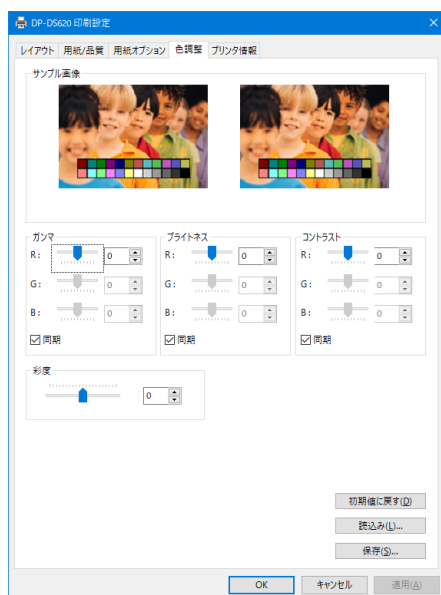 DP-DS620 印刷設定
レイアウト 用紙/品質 用紙オプション 色調整 プリンタ情報
サンプル画像
ガンマ ブライトネス コントラスト
R: 0 R: 0 R: 0
G: 0 G: 0 G: 0
B: 0 B: 0 B: 0
同期 同期 同期
彩度
0
初期値に戻す(D)
読込み(L)...
保存(S)...
OK キャンセル 適用(A)